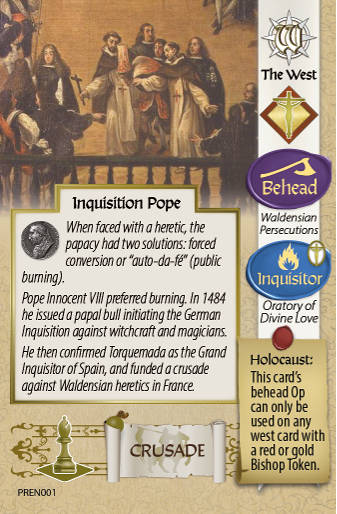 The West
Behead
Waldensian
Persecutions
Inquisitor
Oratory of
Divine Love
Inquisition Pope
When faced with a heretic, the
papacy had two solutions: forced
conversion or “auto-da-fé” (public
burning).
Pope Innocent VIII preferred burning. In 1484
he issued a papal bull initiating the German
Inquisition against witchcraft and magicians.
He then confirmed Torquemada as the Grand
Inquisitor of Spain, and funded a crusade
against Waldensian heretics in France.
Holocaust:
This card’s
behead Op
can only be
used on any
west card with
a red or gold
Bishop Token.
CRUSADE
PREN001